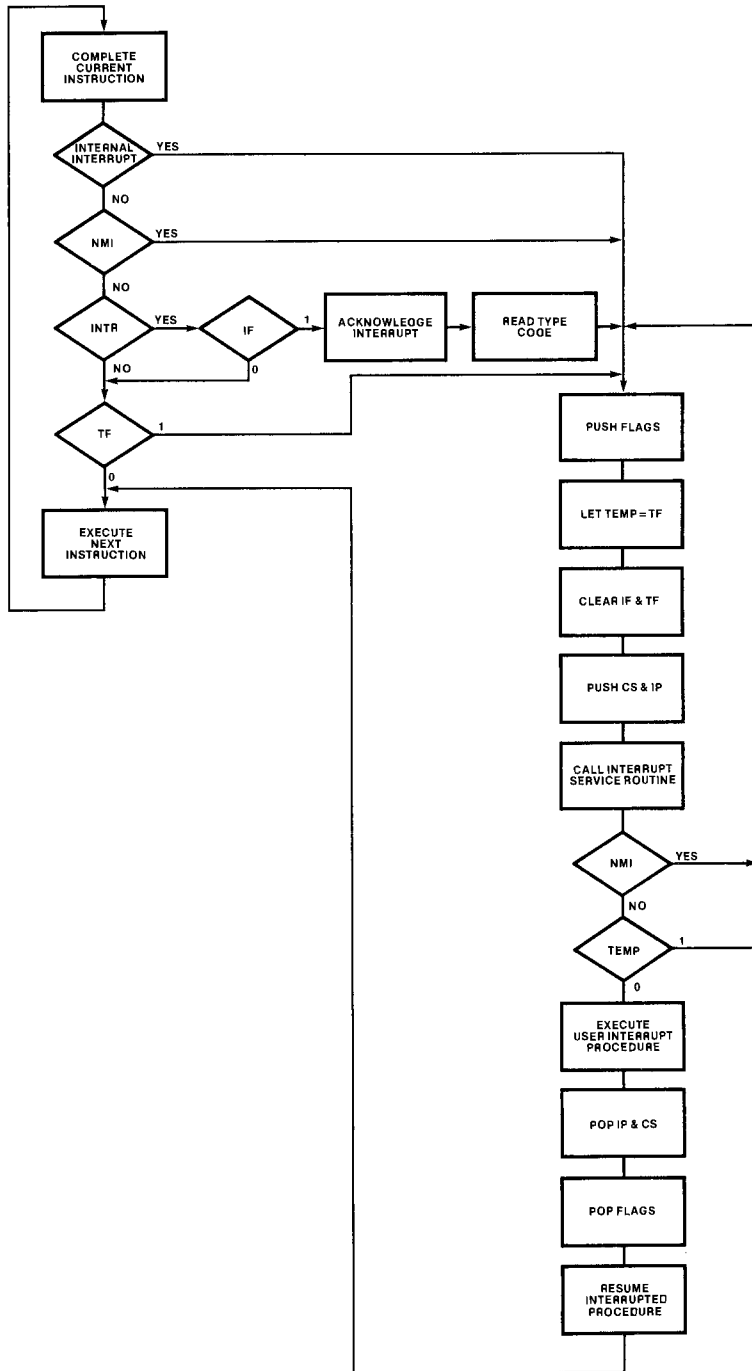 COMPLETE
CURRENT
INSTRUCTION
INTERNAL
INTERRUPT
YES
NO
NMI
YES
NO
INTR
YES
IF
1
ACKNOWLEDGE
INTERRUPT
READ TYPE
CODE
NO
0
TF
1
0
EXECUTE
NEXT
INSTRUCTION
PUSH FLAGS
LET TEMP = TF
CLEAR IF & TF
PUSH CS & IP
CALL INTERRUPT
SERVICE ROUTINE
NMI
YES
NO
TEMP
1
0
EXECUTE
USER INTERRUPT
PROCEDURE
POP IP & CS
POP FLAGS
RESUME
INTERRUPTED
PROCEDURE